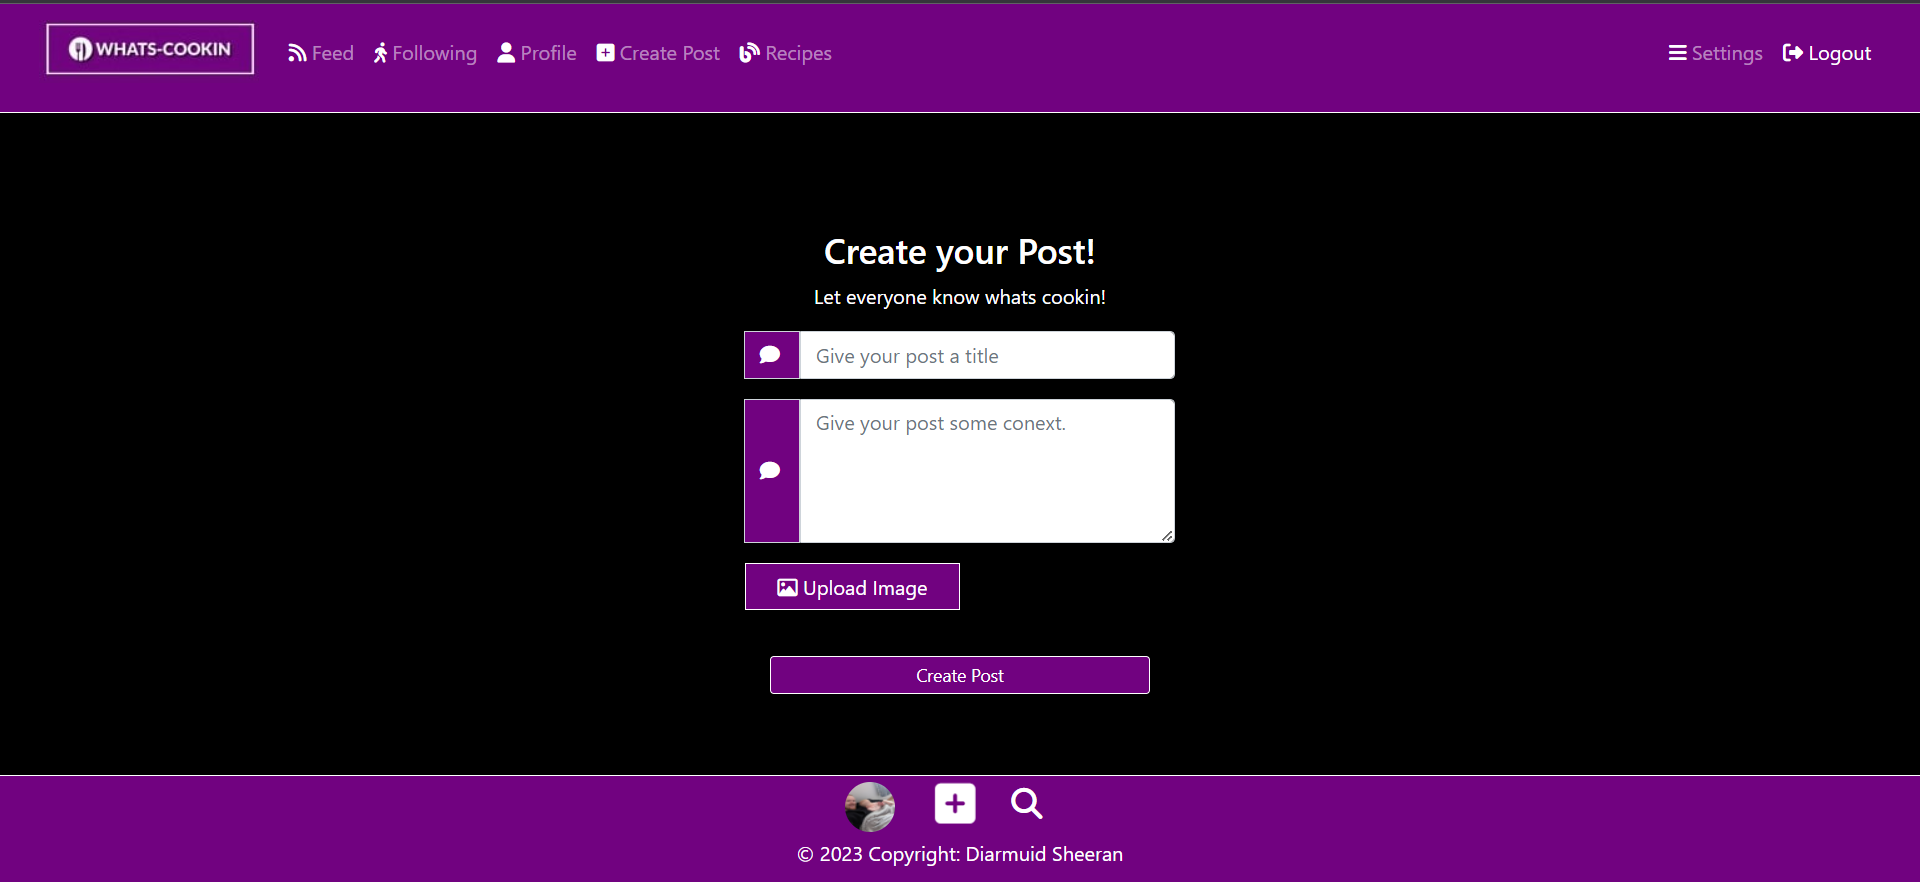 WHATS-COOKIN Feed Following Profile Create Post Recipes Settings Logout
Create your Post!
Let everyone know whats cookin!
Give your post a title
Give your post some conext.
Upload Image
Create Post
© 2023 Copyright: Diarmuid Sheeran